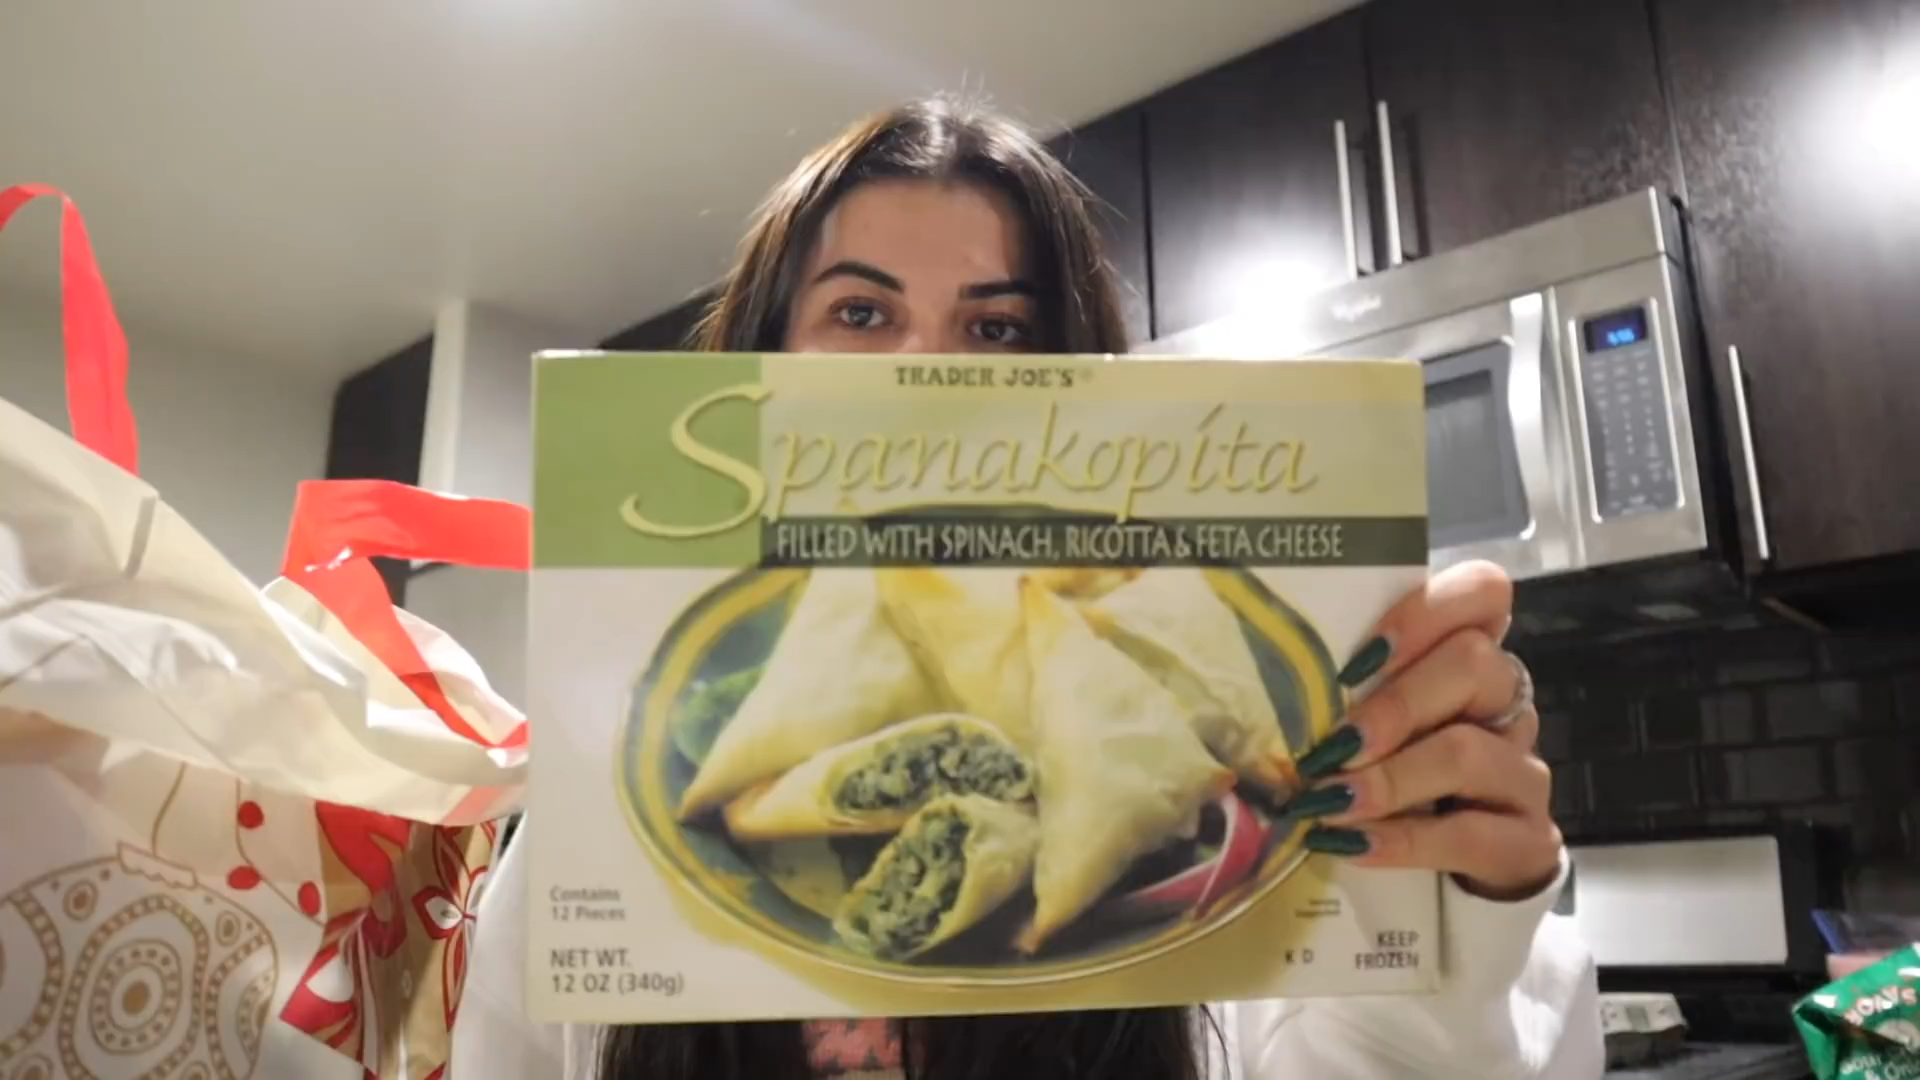 TRADER JOE'S
Spanakopita
FILLED WITH SPINACH, RICOTTA & FETA CHEESE
Contains
12 Pieces
NET WT.
12 OZ (340g)
K D
KEEP
FROZEN